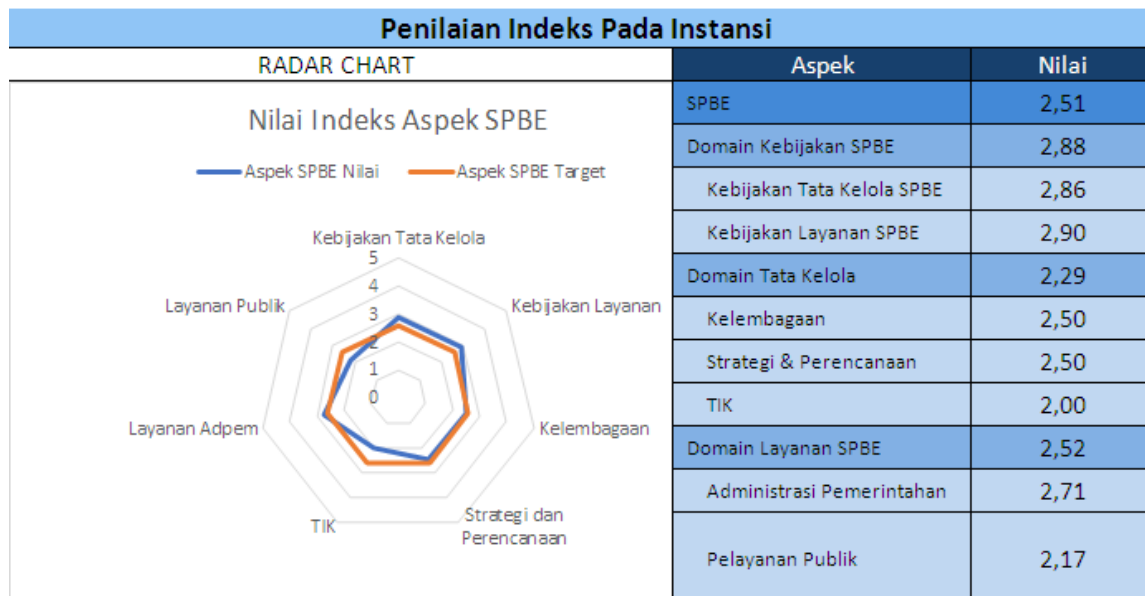 Penilaian Indeks Pada Instansi
RADAR CHART
Aspek Nilai
Nilai Indeks Aspek SPBE
Aspek SPBE Nilai Aspek SPBE Target
Kebijakan Tata Kelola
5
4
3
2
1
0
Layanan Publik
Kebijakan Layanan
Layanan Adpem
Kelembagaan
TIK
Strategi dan
Perencanaan
SPBE 2,51
Domain Kebijakan SPBE 2,88
Kebijakan Tata Kelola SPBE 2,86
Kebijakan Layanan SPBE 2,90
Domain Tata Kelola 2,29
Kelembagaan 2,50
Strategi & Perencanaan 2,50
TIK 2,00
Domain Layanan SPBE 2,52
Administrasi Pemerintahan 2,71
Pelayanan Publik 2,17